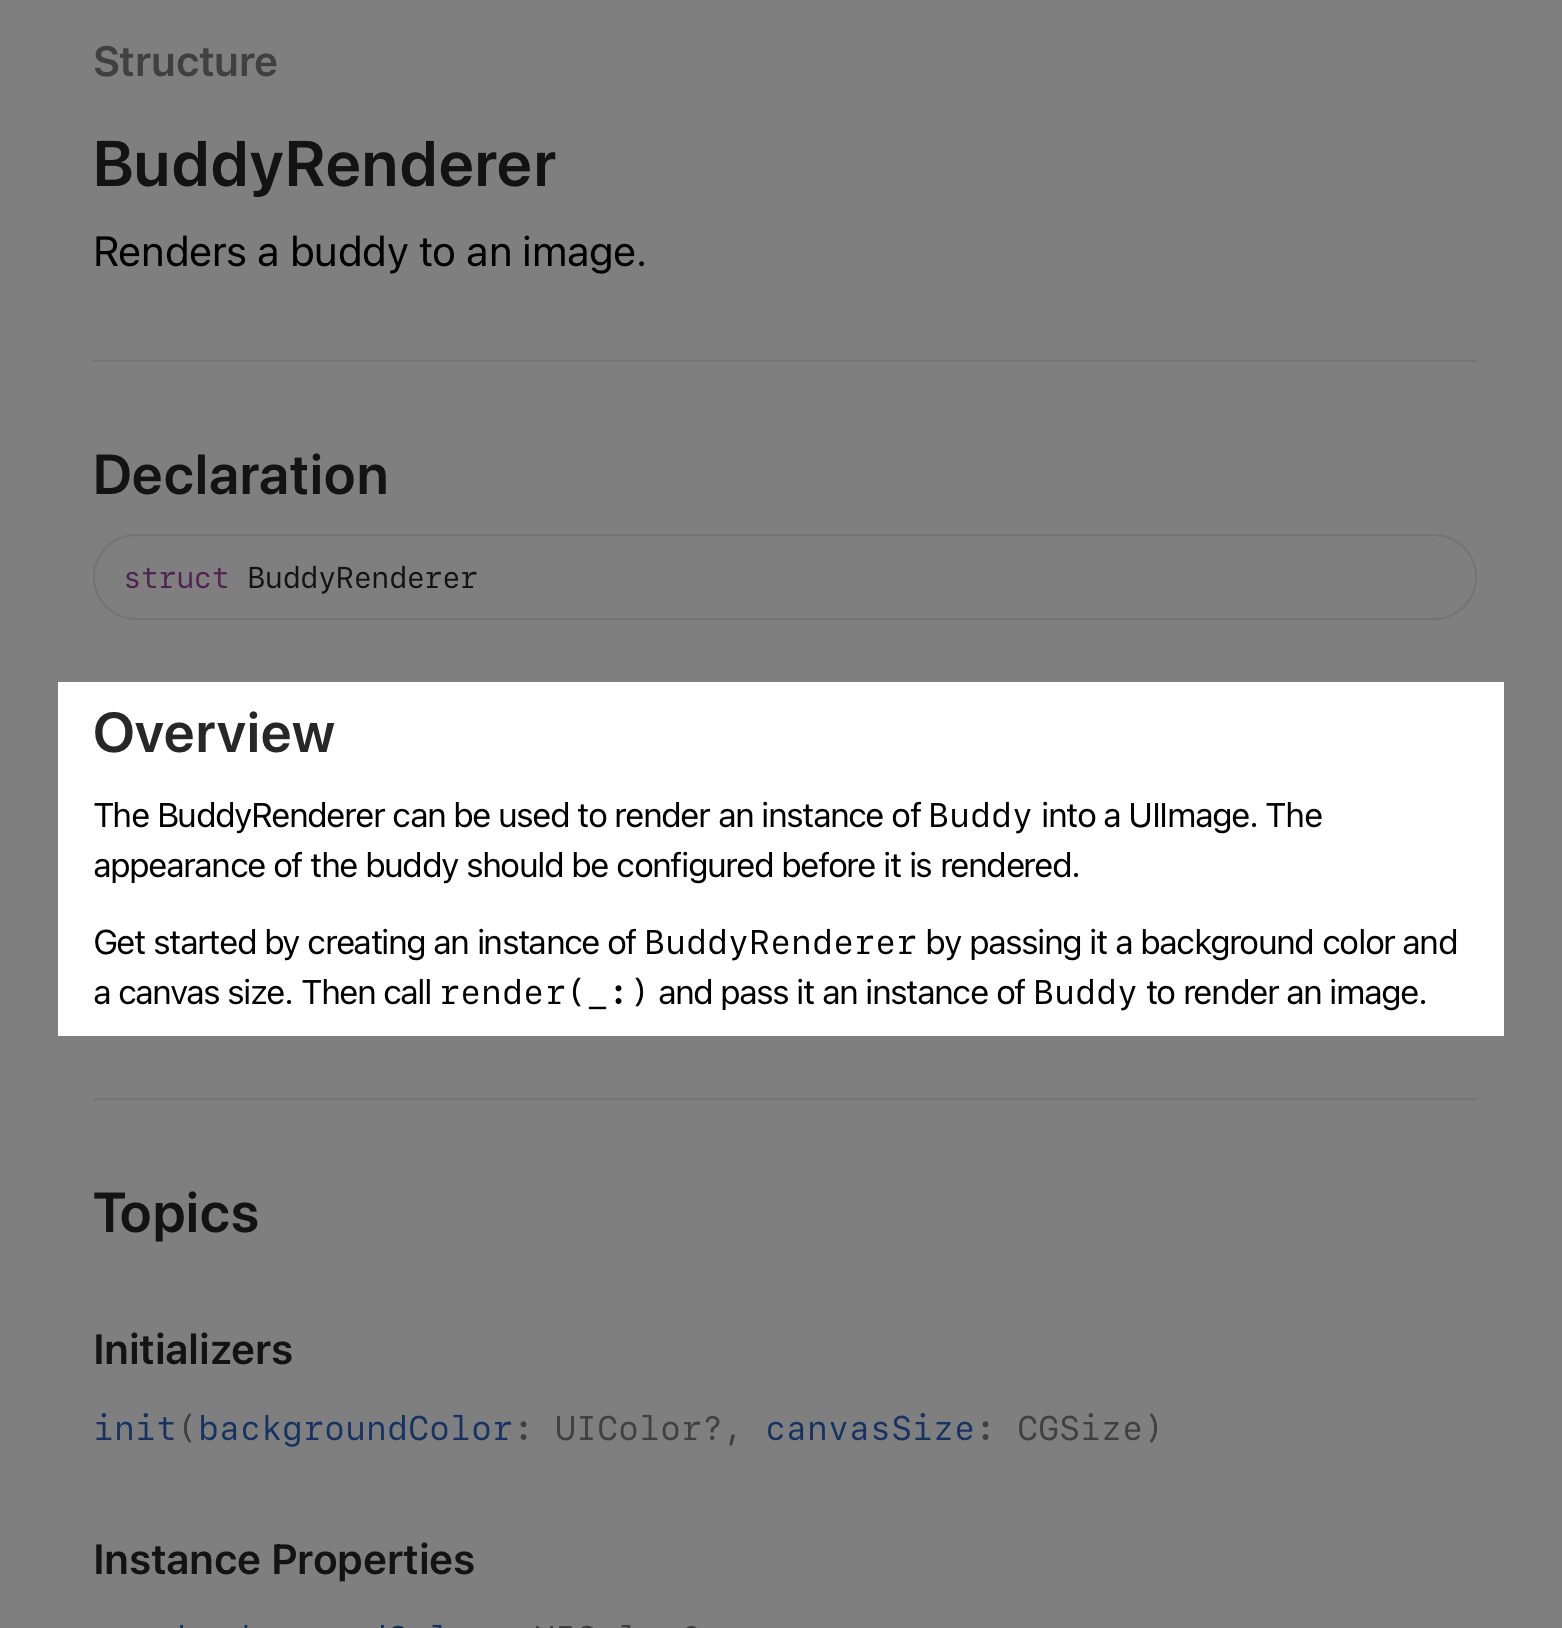 Structure
BuddyRenderer
Renders a buddy to an image.
Declaration
struct BuddyRenderer
Overview
The BuddyRenderer can be used to render an instance of Buddy into a UIImage. The
appearance of the buddy should be configured before it is rendered.
Get started by creating an instance of BuddyRenderer by passing it a background color and
a canvas size. Then call render(_:) and pass it an instance of Buddy to render an image.
Topics
Initializers
init(backgroundColor: UIColor?, canvasSize: CGSize)
Instance Properties